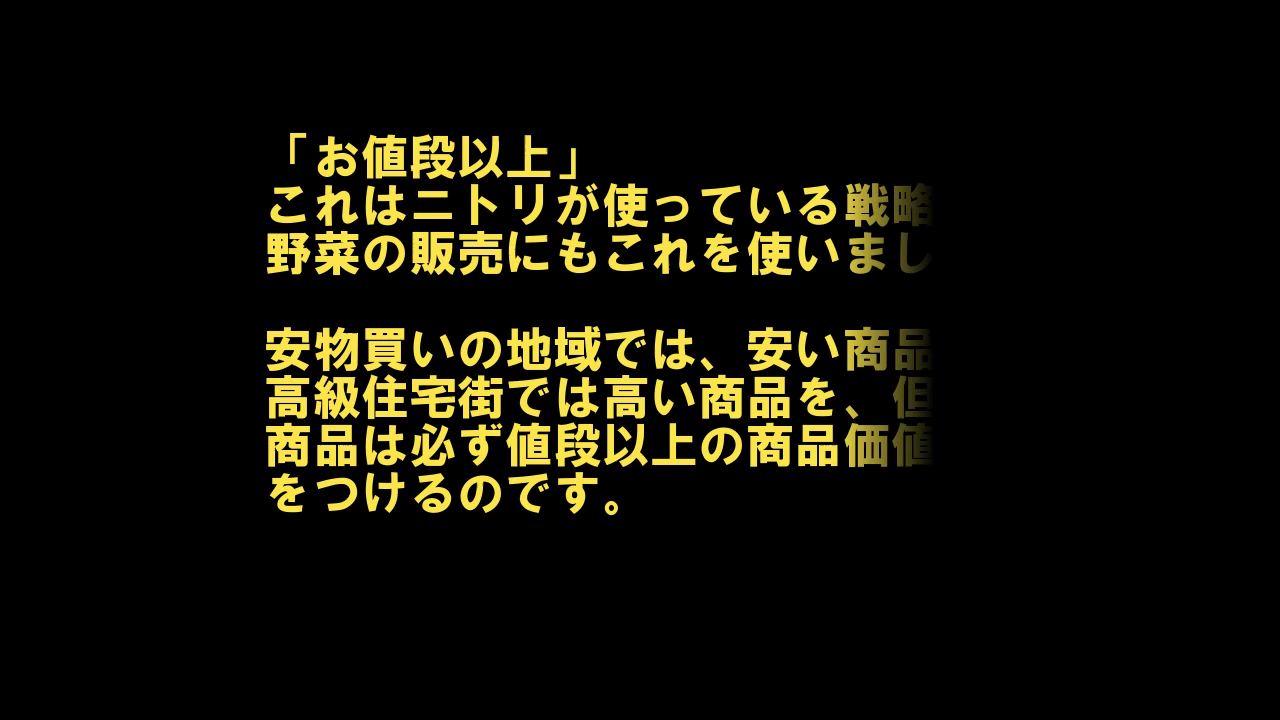 「お値段以上」
これはニトリが使っている戦略
野菜の販売にもこれを使いまし
安物買いの地域では、安い商品
高級住宅街では高い商品を、但
商品は必ず値段以上の商品価値
をつけるのです。